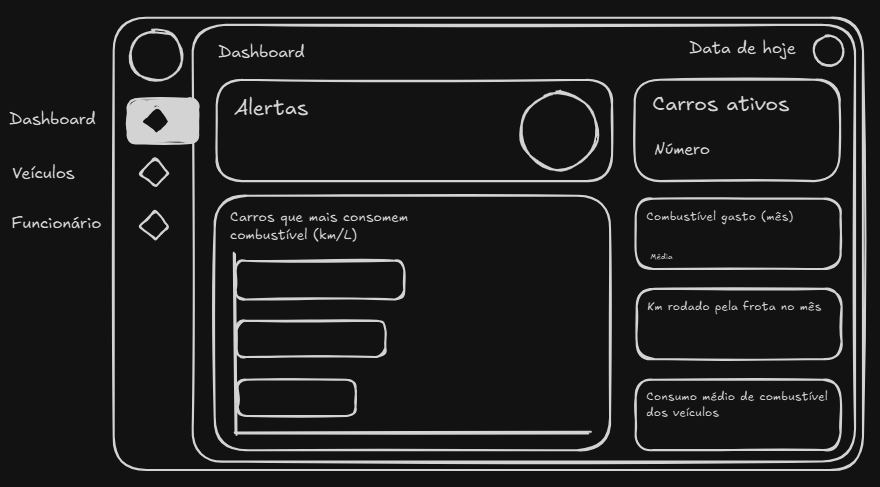 Dashboard
Veículos
Funcionário
Dashboard
Data de hoje
Alertas
Carros ativos
Número
Carros que mais consomem
combustível (km/L)
Combustível gasto (mês)
Média
Km rodado pela frota no mês
Consumo médio de combustível
dos veículos